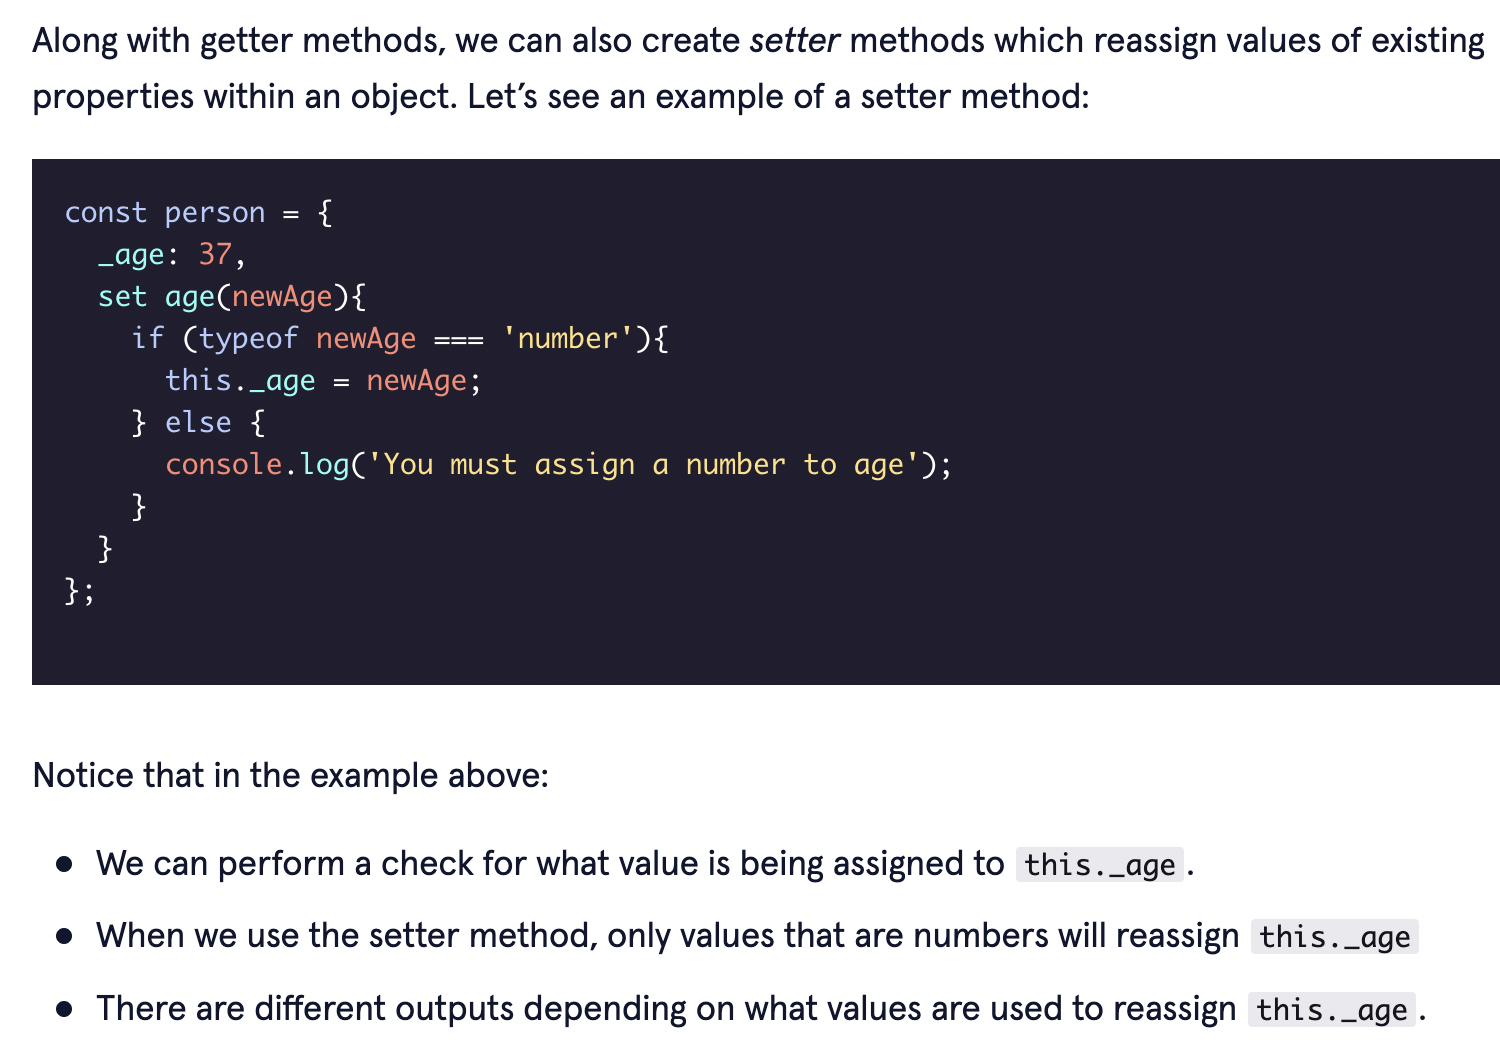 Along with getter methods, we can also create setter methods which reassign values of existing
properties within an object. Let’s see an example of a setter method:
const person = {
  _age: 37,
  set age(newAge){
    if (typeof newAge === 'number'){
      this._age = newAge;
    } else {
      console.log('You must assign a number to age');
    }
  }
};
Notice that in the example above:
● We can perform a check for what value is being assigned to this._age.
● When we use the setter method, only values that are numbers will reassign this._age
● There are different outputs depending on what values are used to reassign this._age.